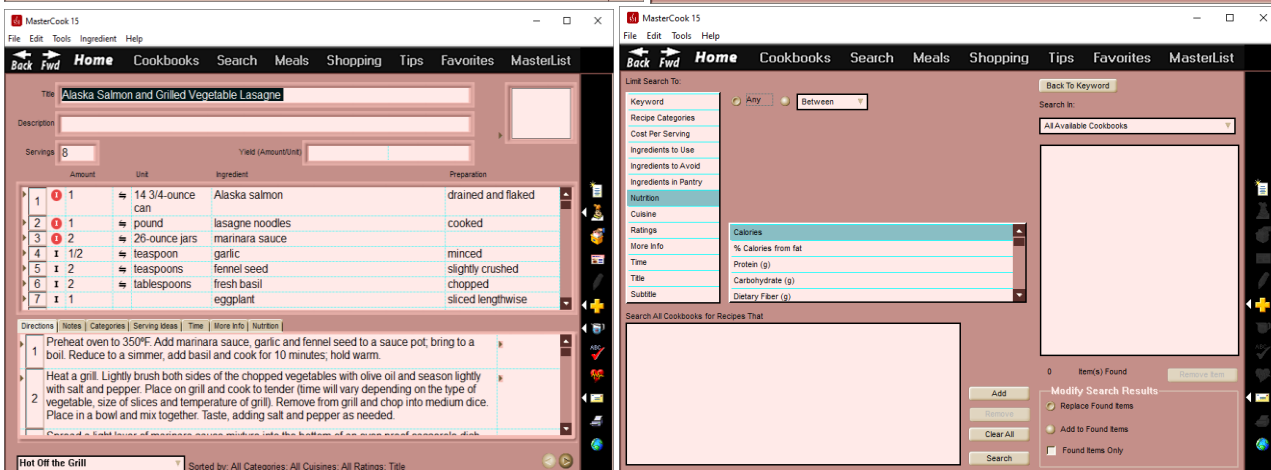 MasterCook 15
File Edit Tools Ingredient Help
Back Fwd Home Cookbooks Search Meals Shopping Tips Favorites MasterList
Title Alaska Salmon and Grilled Vegetable Lasagne
Description
Servings 8 Yield (Amount/Unit)
Amount Unit Ingredient Preparation
1 I 1 14 3/4-ounce can Alaska salmon drained and flaked
2 I 1 pound lasagne noodles cooked
3 I 2 26-ounce jars marinara sauce
4 I 1/2 teaspoon garlic minced
5 I 2 teaspoons fennel seed slightly crushed
6 I 2 tablespoons fresh basil chopped
7 I 1 eggplant sliced lengthwise
Directions Notes Categories Serving Ideas Time More Info Nutrition
1 Preheat oven to 350ºF. Add marinara sauce, garlic and fennel seed to a sauce pot; bring to a
boil. Reduce to a simmer, add basil and cook for 10 minutes; hold warm.
2 Heat a grill. Lightly brush both sides of the chopped vegetables with olive oil and season lightly
with salt and pepper. Place on grill and cook to tender (time will vary depending on the type of
vegetable, size of slices and temperature of grill). Remove from grill and chop into medium dice.
Place in a bowl and mix together. Taste, adding salt and pepper as needed.
Hot Off the Grill Sorted by: All Categories: All Cuisines: All Ratings: Title
ABC
MasterCook 15
File Edit Tools Help
Back Fwd Home Cookbooks Search Meals Shopping Tips Favorites MasterList
Limit Search To:
Keyword
Recipe Categories
Cost Per Serving
Ingredients to Use
Ingredients to Avoid
Ingredients in Pantry
Nutrition
Cuisine
Ratings
More Info
Time
Title
Subtitle
Any Between
Calories
% Calories from fat
Protein (g)
Carbohydrate (g)
Dietary Fiber (g)
Search All Cookbooks for Recipes That
Add
Remove
Clear All
Search
Back To Keyword
Search In:
All Available Cookbooks
0 Item(s) Found Remove Item
Modify Search Results
Replace Found Items
Add to Found Items
Found Items Only
ABC